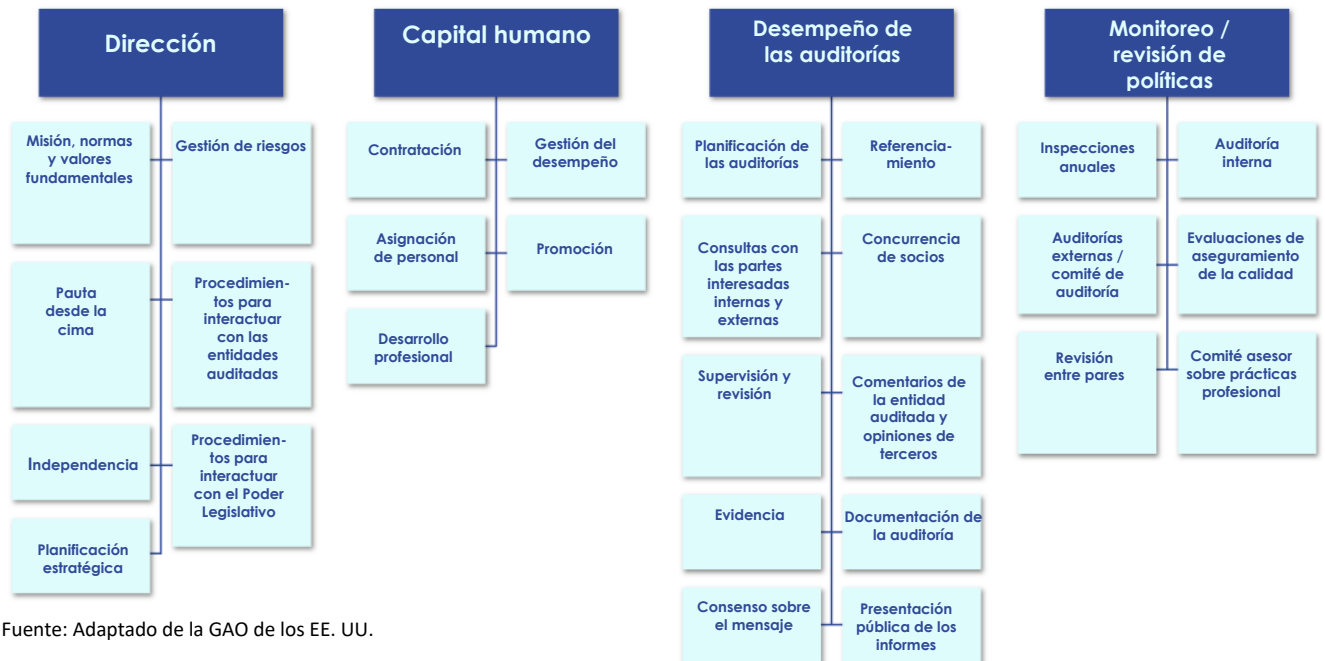 Dirección
Misión, normas
y valores
fundamentales
Gestión de riesgos
Pauta
desde la
cima
Procedimien-
tos para
interactuar
con las
entidades
auditadas
Independencia
Procedimien-
tos para
interactuar
con el Poder
Legislativo
Planificación
estratégica
Capital humano
Contratación
Gestión del
desempeño
Asignación
de personal
Promoción
Desarrollo
profesional
Desempeño de
las auditorías
Planificación de
las auditorías
Referencia-
miento
Consultas con
las partes
interesadas
internas y
externas
Concurrencia
de socios
Supervisión y
revisión
Comentarios de
la entidad
auditada y
opiniones de
terceros
Evidencia
Documentación de
la auditoría
Consenso sobre
el mensaje
Presentación
pública de los
informes
Monitoreo /
revisión de
políticas
Inspecciones
anuales
Auditoría
interna
Auditorías
externas /
comité de
auditoría
Evaluaciones de
aseguramiento
de la calidad
Revisión
entre pares
Comité asesor
sobre prácticas
profesional
Fuente: Adaptado de la GAO de los EE. UU.